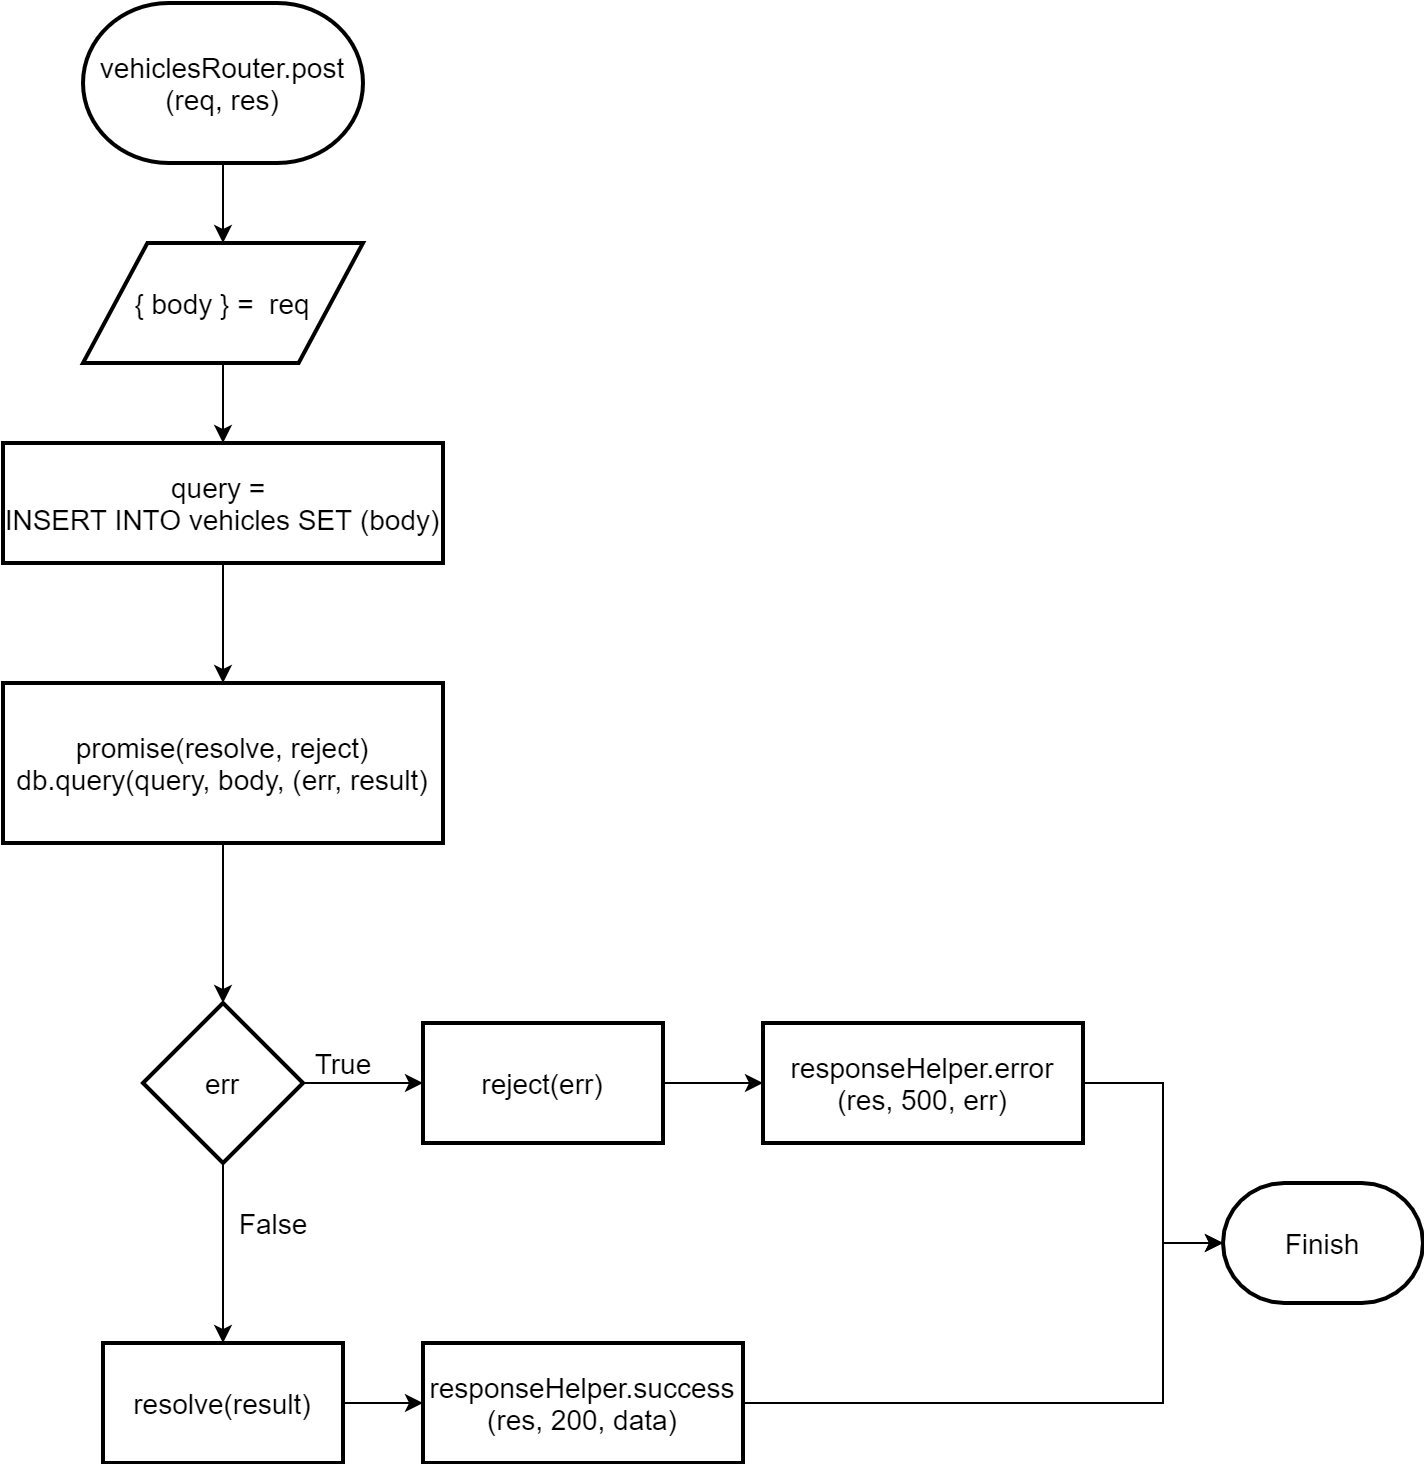 vehiclesRouter.post
(req, res)
{ body } =  req
query =
INSERT INTO vehicles SET (body)
promise(resolve, reject)
db.query(query, body, (err, result)
err
True
reject(err)
responseHelper.error
(res, 500, err)
False
Finish
resolve(result)
responseHelper.success
(res, 200, data)